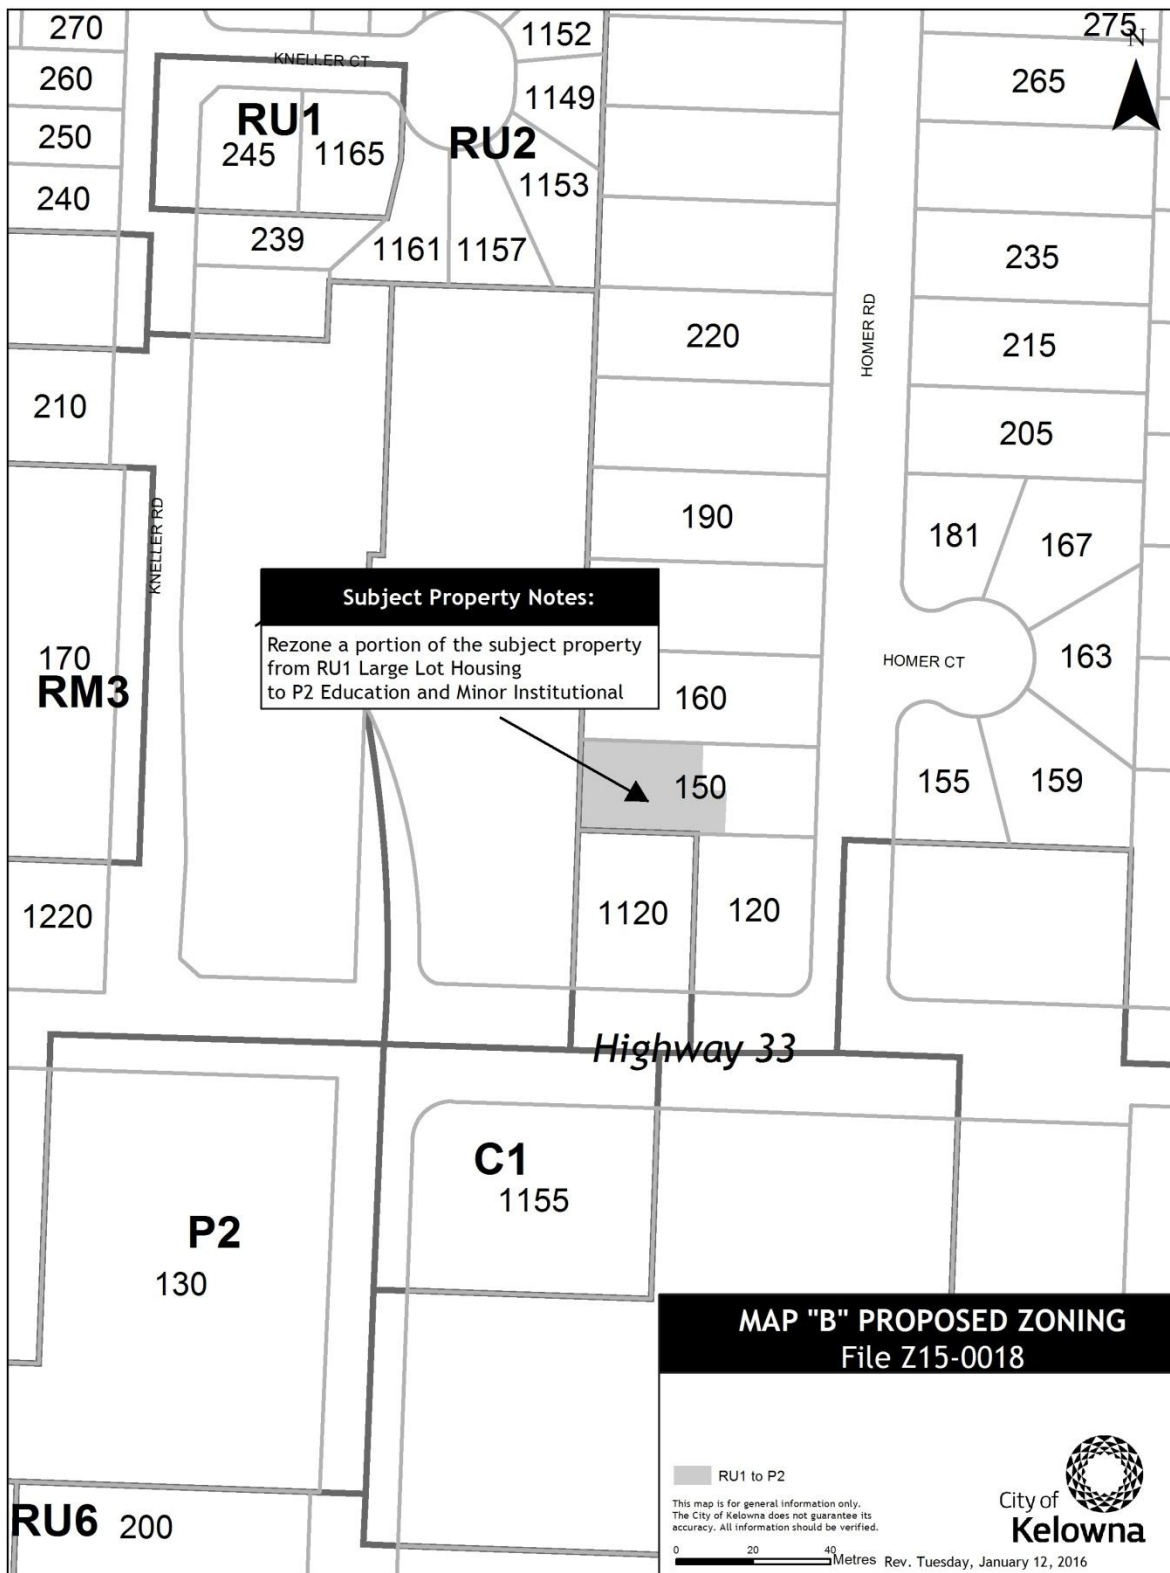 270
1152
275
N
KNELLER CT
260
1149
265
RU1
250
245
1165
RU2
1153
240
239
1161
1157
235
HOMER RD
220
215
210
205
190
181
167
KNELLER RD
Subject Property Notes:
Rezone a portion of the subject property
from RU1 Large Lot Housing
to P2 Education and Minor Institutional
170
RM3
HOMER CT
163
160
150
155
159
1220
1120
120
Highway 33
C1
1155
P2
130
MAP "B" PROPOSED ZONING
File Z15-0018
RU1 to P2
This map is for general information only.
The City of Kelowna does not guarantee its
accuracy. All information should be verified.
City of
Kelowna
0 20 40 Metres Rev. Tuesday, January 12, 2016
RU6 200